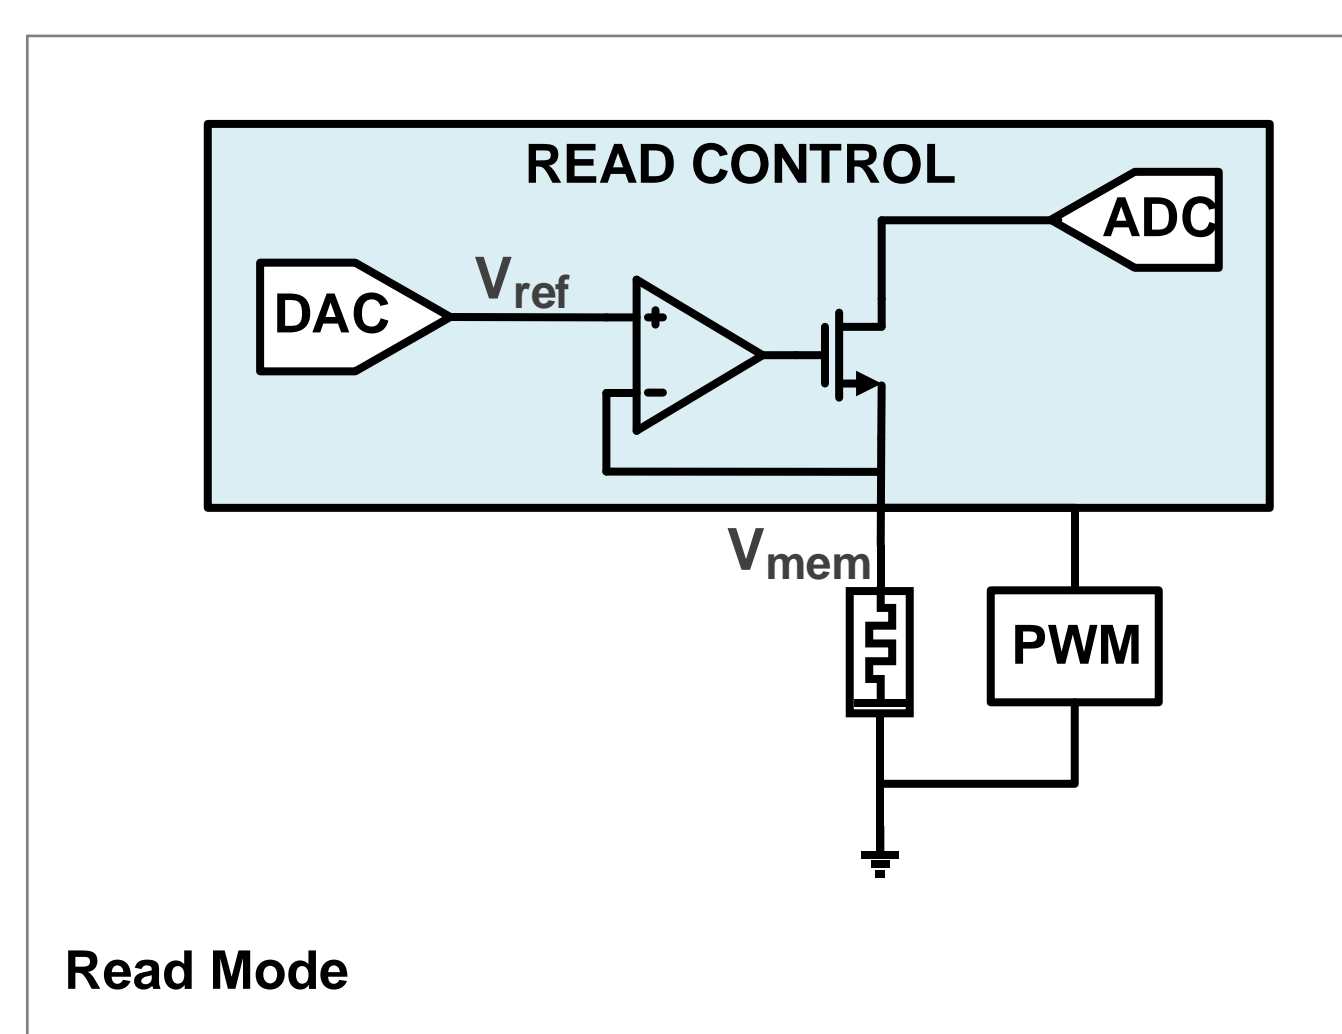 READ CONTROL
ADC
DAC
Vref
+
-
Vmem
PWM
Read Mode